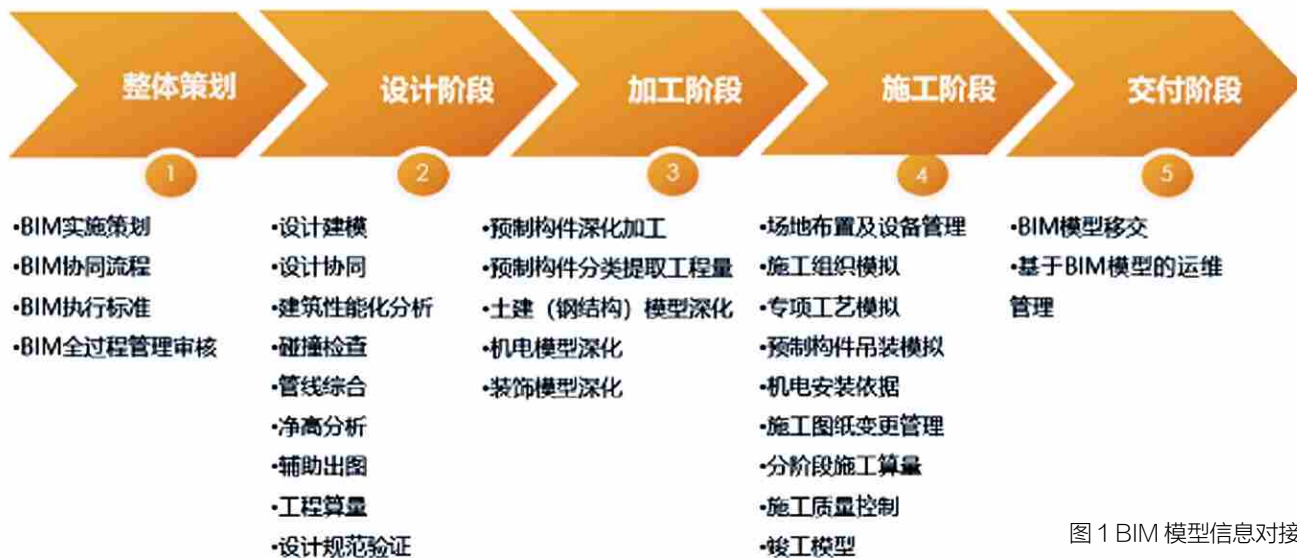 整体策划
设计阶段
加工阶段
施工阶段
交付阶段
1
2
3
4
5
•BIM实施策划
•BIM协同流程
•BIM执行标准
•BIM全过程管理审核
•设计建模
•设计协同
•建筑性能化分析
•碰撞检查
•管线综合
•净高分析
•辅助出图
•工程算量
•设计规范验证
•预制构件深化加工
•预制构件分类提取工程量
•土建（钢结构）模型深化
•机电模型深化
•装饰模型深化
•场地布置及设备管理
•施工组织模拟
•专项工艺模拟
•预制构件吊装模拟
•机电安装依据
•施工图纸变更管理
•分阶段施工算量
•施工质量控制
•竣工模型
•BIM模型移交
•基于BIM模型的运维
管理
图 1 BIM 模型信息对接